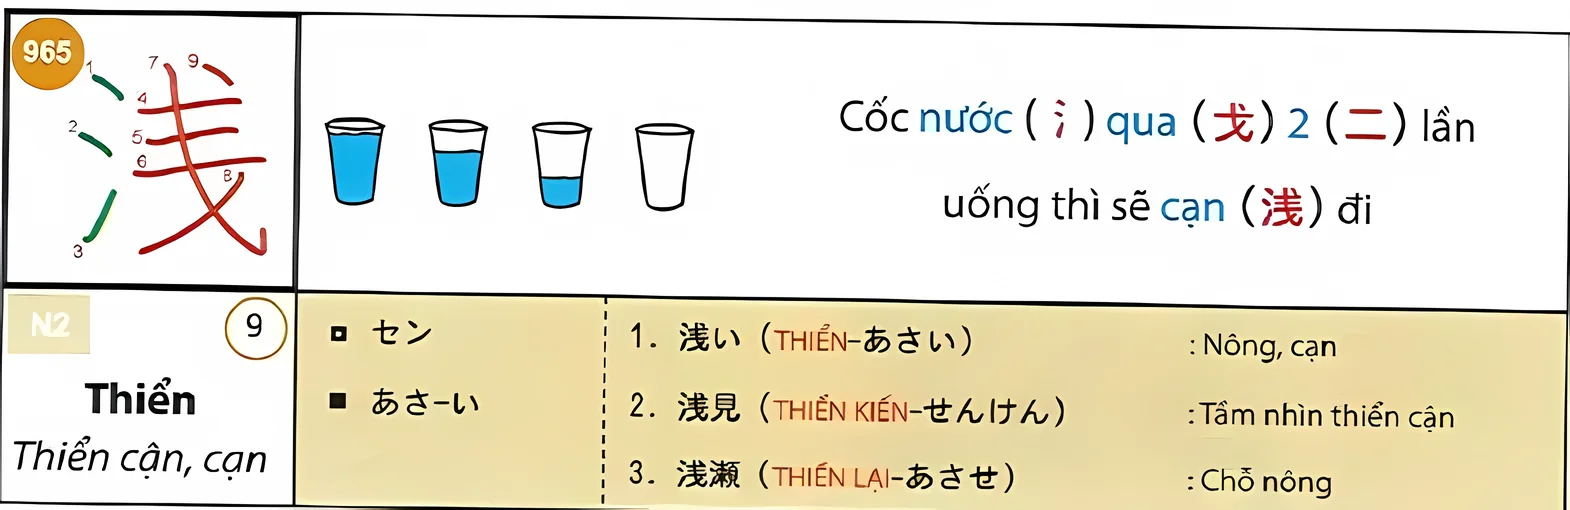 965
1
2
3
4
5
6
7
8
9
浅
Cốc nước (氵) qua (戈) 2 (二) lần
uống thì sẽ cạn (浅) đi
N2
9
Thiển
Thiển cận, cạn
セン
あさ-い
1. 浅い (THIỂN-あさい) : Nông, cạn
2. 浅見 (THIỂN KIẾN-せんけん) : Tầm nhìn thiển cận
3. 浅瀬 (THIỂN LẠI-あさせ) : Chỗ nông